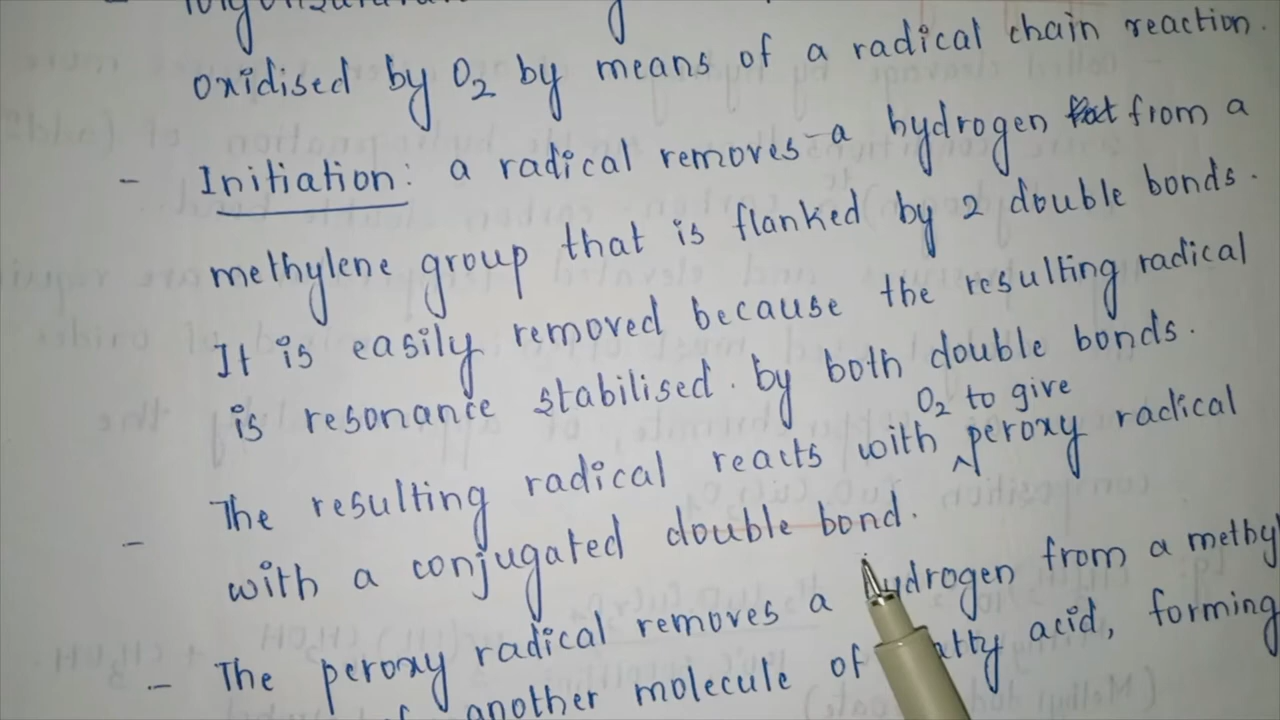 oxidised by O2 by means of a radical chain reaction.
- Initiation: a radical removes a hydrogen from a
methylene group that is flanked by 2 double bonds.
It is easily removed because the resulting radical
is resonance stabilised by both double bonds.
O2 to give
- The resulting radical reacts with ^ peroxy radical
with a conjugated double bond.
- The peroxy radical removes a hydrogen from a methy
another molecule of fatty acid, forming